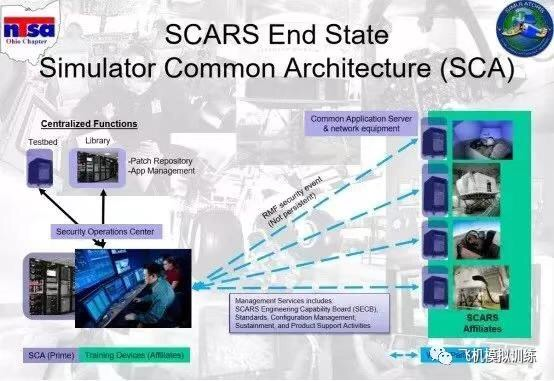 ntsa
Ohio Chapter
SIMULATORS
SCARS End State
Simulator Common Architecture (SCA)
Centralized Functions
Testbed
Library
-Patch Repository
-App Management
Security Operations Center
Common Application Server
& network equipment
RMF security event
(Not persistent)
Management Services includes:
SCARS Engineering Capability Board (SECB),
Standards, Configuration Management,
Sustainment, and Product Support Activities
SCARS
Affiliates
SCA (Prime)
Training Devices (Affiliates)
飞机模拟训练